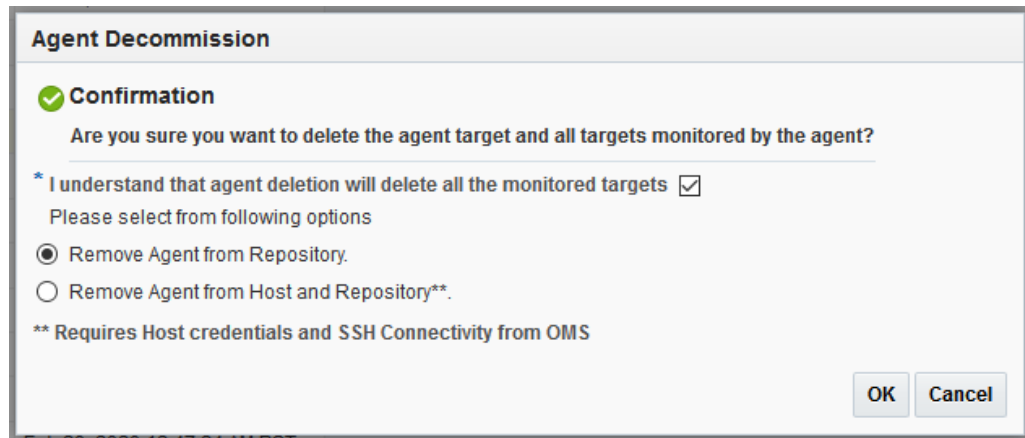 Agent Decommission
Confirmation
Are you sure you want to delete the agent target and all targets monitored by the agent?
* I understand that agent deletion will delete all the monitored targets
Please select from following options
Remove Agent from Repository.
Remove Agent from Host and Repository**.
** Requires Host credentials and SSH Connectivity from OMS
OK Cancel